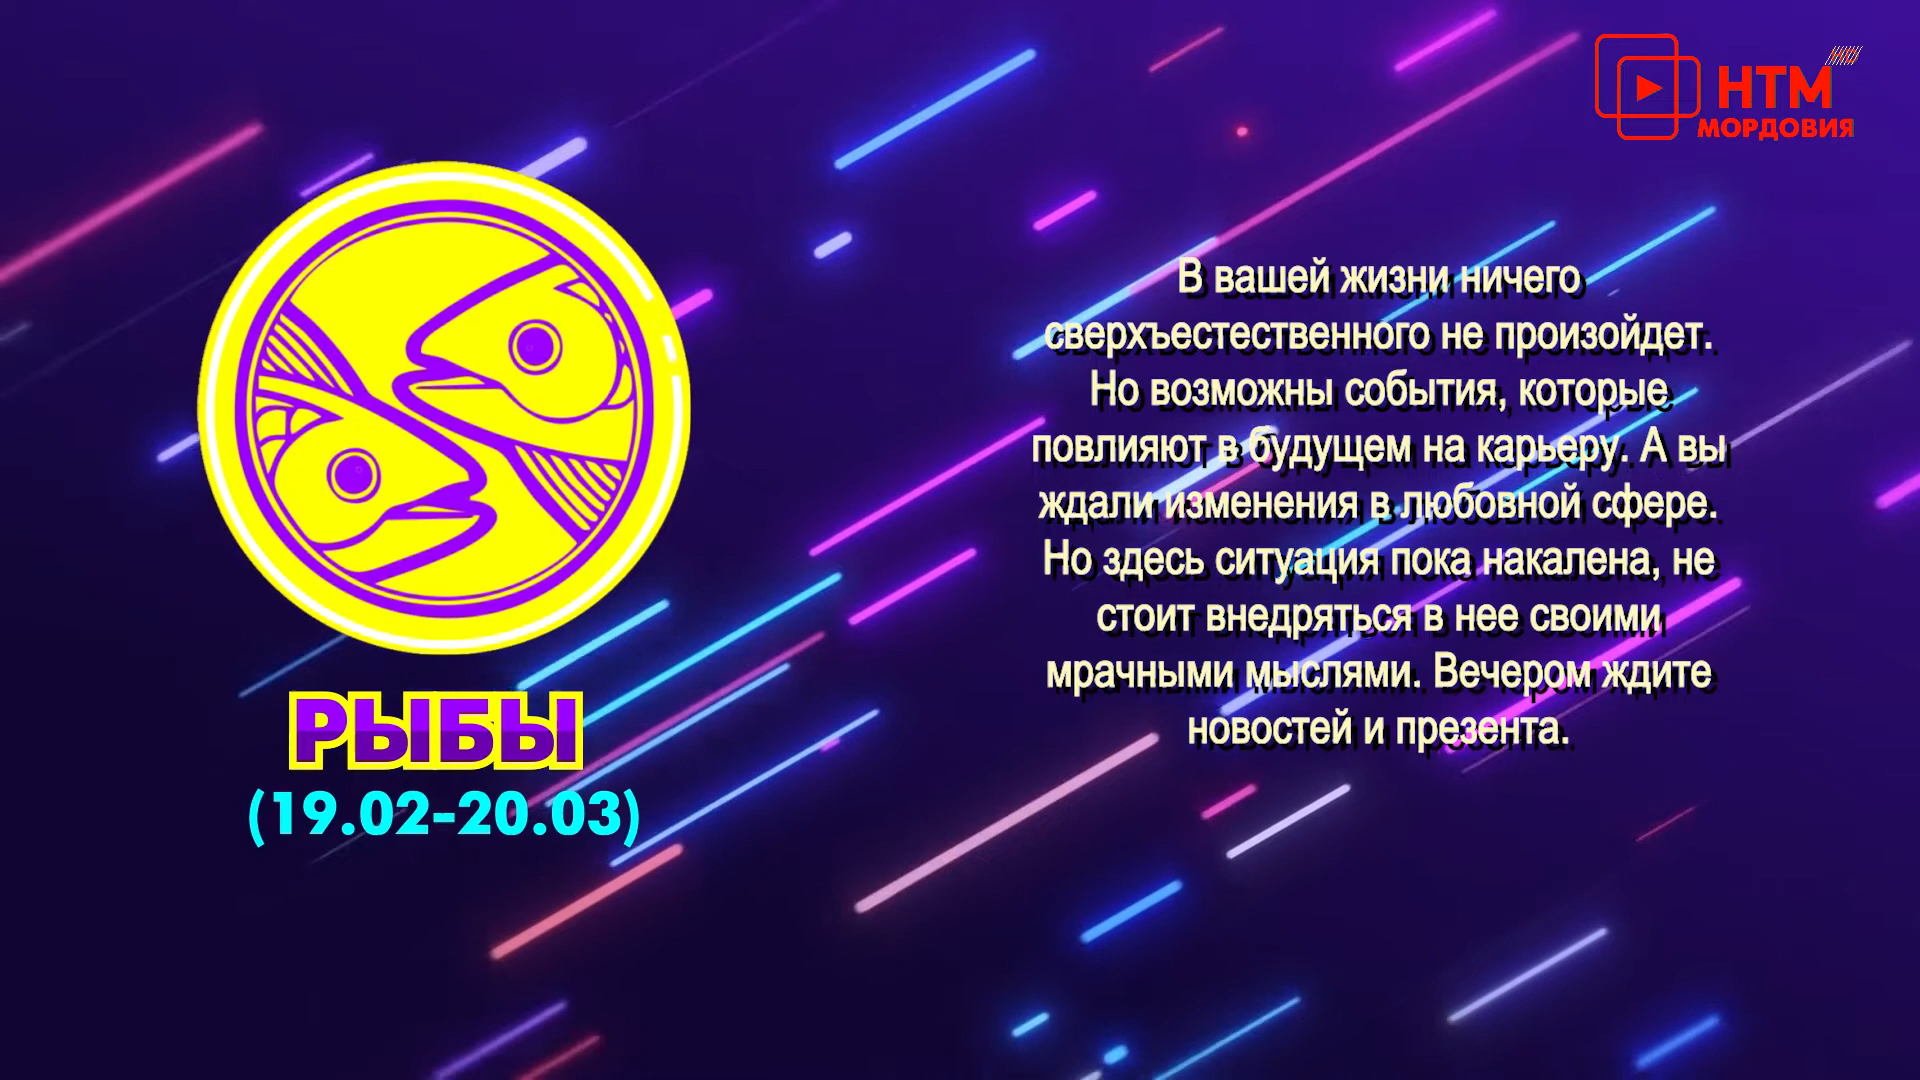 НТМ
МОРДОВИЯ
В вашей жизни ничего
сверхъестественного не произойдет.
Но возможны события, которые
повлияют в будущем на карьеру. А вы
ждали изменения в любовной сфере.
Но здесь ситуация пока накалена, не
стоит внедряться в нее своими
мрачными мыслями. Вечером ждите
новостей и презента.
РЫБЫ
(19.02-20.03)